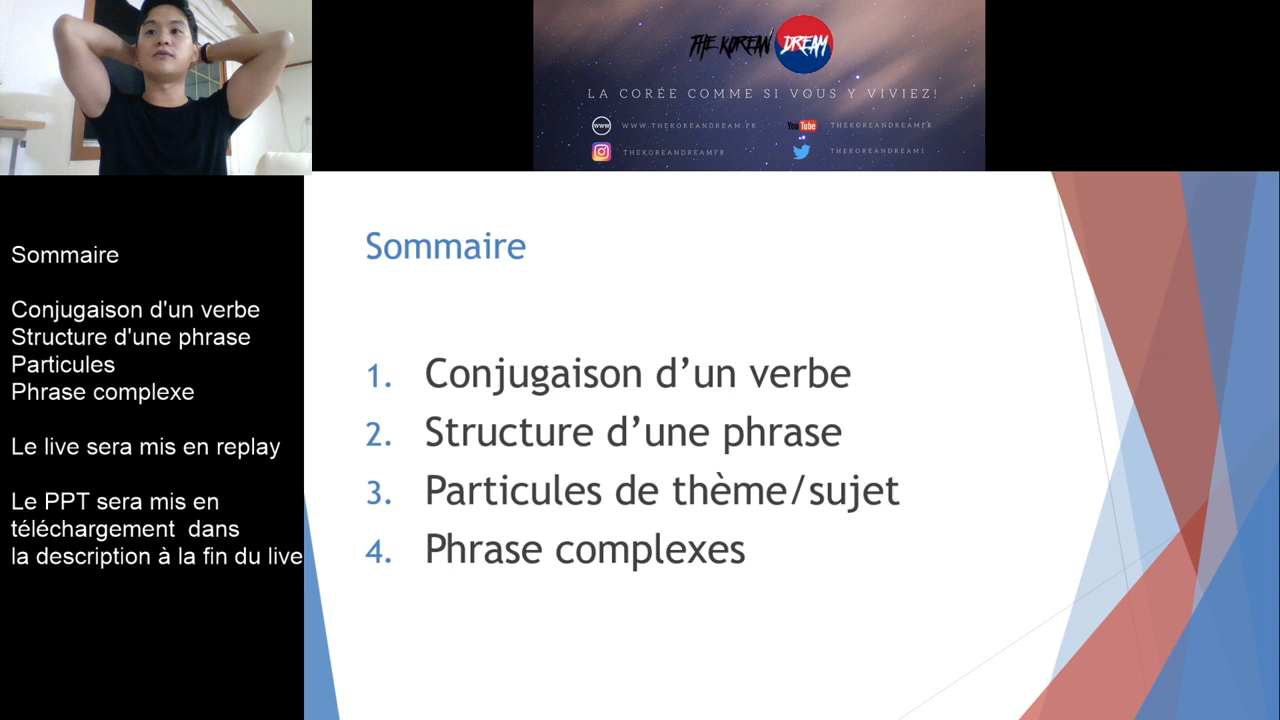 THE KOREAN DREAM
LA CORÉE COMME SI VOUS Y VIVIEZ!
WWW WWW.THEKOREANDREAM.FR
YouTube THEKOREANDREAMFR
THEKOREANDREAMFR
THEKOREANDREAM1
Sommaire
Conjugaison d'un verbe
Structure d'une phrase
Particules
Phrase complexe
Le live sera mis en replay
Le PPT sera mis en
téléchargement dans
la description à la fin du live
Sommaire
1. Conjugaison d’un verbe
2. Structure d’une phrase
3. Particules de thème/sujet
4. Phrase complexes